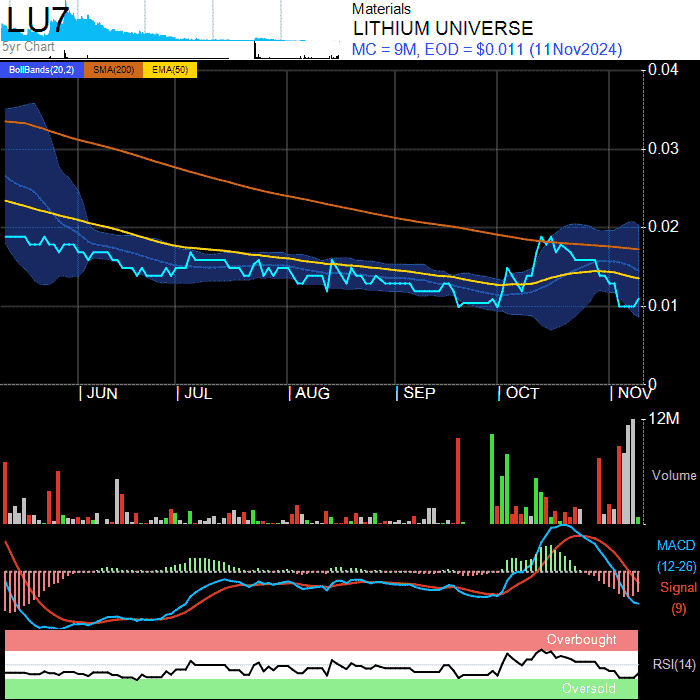 LU7
5yr Chart
Materials
LITHIUM UNIVERSE
MC = 9M, EOD = $0.011 (11Nov2024)
BollBands(20,2) SMA(200) EMA(50)
0.04
0.03
0.02
0.01
0
JUN JUL AUG SEP OCT NOV
12M
Volume
MACD
(12-26)
Signal
(9)
Overbought
RSI(14)
Oversold